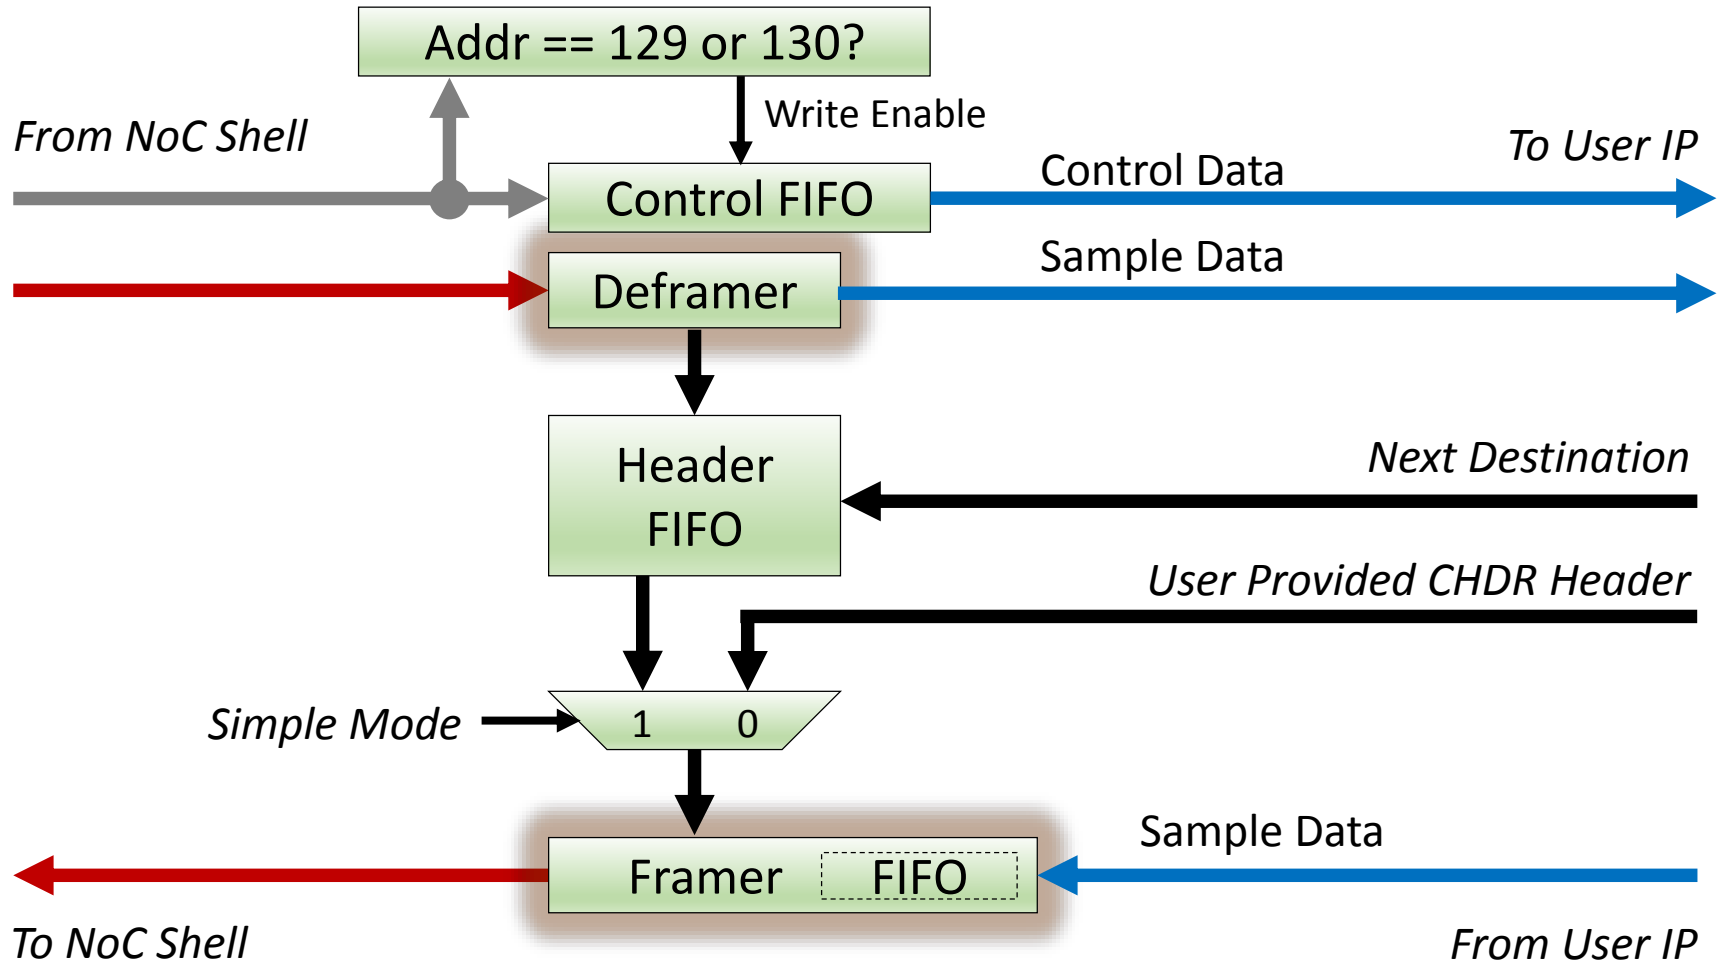 Addr == 129 or 130?
Write Enable
From NoC Shell
To User IP
Control Data
Control FIFO
Sample Data
Deframer
Header
FIFO
Next Destination
User Provided CHDR Header
Simple Mode
1 0
Sample Data
Framer FIFO
To NoC Shell
From User IP